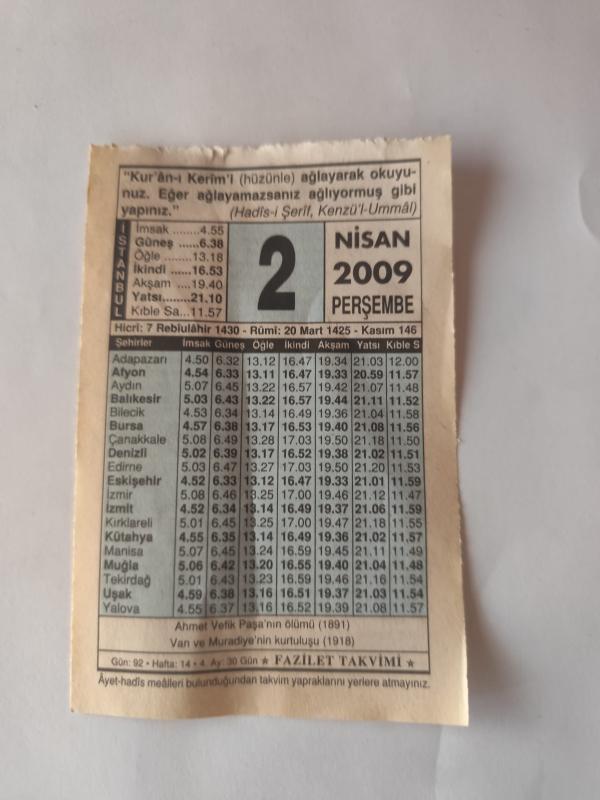 "Kur'ân-ı Kerîm'i (hüzünle) ağlayarak okuyu-
nuz. Eğer ağlayamazsanız ağlıyormuş gibi
yapınız." (Hadîs-i Şerîf, Kenzü'l-Ummâl)
İSTANBUL
İmsak ........4.55
Güneş ......6.38
Öğle ........13.18
İkindi ......16.53
Akşam ....19.40
Yatsı........21.10
Kıble Sa...11.57
2
NİSAN
2009
PERŞEMBE
Hicrî: 7 Rebîulâhir 1430 - Rûmî: 20 Mart 1425 - Kasım 146
Şehirler İmsak Güneş Öğle İkindi Akşam Yatsı Kıble S
Adapazarı 4.50 6.32 13.12 16.47 19.34 21.03 12.00
Afyon 4.54 6.33 13.11 16.47 19.33 20.59 11.57
Aydın 5.07 6.45 13.22 16.57 19.42 21.07 11.48
Balıkesir 5.03 6.43 13.22 16.57 19.44 21.11 11.52
Bilecik 4.53 6.34 13.14 16.49 19.36 21.04 11.58
Bursa 4.57 6.38 13.17 16.53 19.40 21.08 11.56
Çanakkale 5.08 6.49 13.28 17.03 19.50 21.18 11.50
Denizli 5.02 6.39 13.17 16.52 19.38 21.02 11.51
Edirne 5.03 6.47 13.27 17.03 19.50 21.20 11.53
Eskişehir 4.52 6.33 13.12 16.47 19.33 21.01 11.59
İzmir 5.08 6.46 13.25 17.00 19.46 21.12 11.47
İzmit 4.52 6.34 13.14 16.49 19.37 21.06 11.59
Kırklareli 5.01 6.45 13.25 17.00 19.47 21.18 11.55
Kütahya 4.55 6.35 13.14 16.49 19.36 21.02 11.57
Manisa 5.07 6.45 13.24 16.59 19.45 21.11 11.49
Muğla 5.06 6.42 13.20 16.55 19.40 21.04 11.48
Tekirdağ 5.01 6.43 13.23 16.59 19.46 21.16 11.54
Uşak 4.59 6.38 13.16 16.51 19.37 21.03 11.54
Yalova 4.55 6.37 13.16 16.52 19.39 21.08 11.57
Ahmet Vefik Paşa'nın ölümü (1891)
Van ve Muradiye'nin kurtuluşu (1918)
Gün: 92 • Hafta: 14 • 4. Ay: 30 Gün ★ FAZİLET TAKVİMİ ★
Âyet-hadîs meâlleri bulunduğundan takvim yapraklarını yerlere atmayınız.